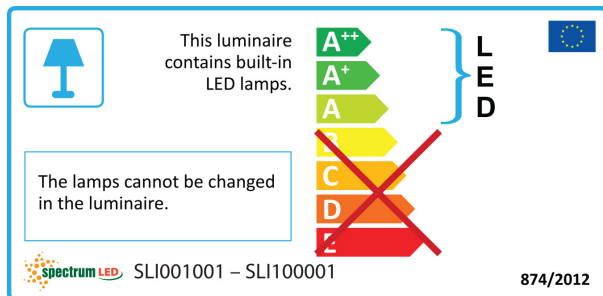 This luminaire
contains built-in
LED lamps.
A++
A+
A
B
C
D
E
L
E
D
The lamps cannot be changed
in the luminaire.
spectrum LED SLI001001 – SLI100001
874/2012